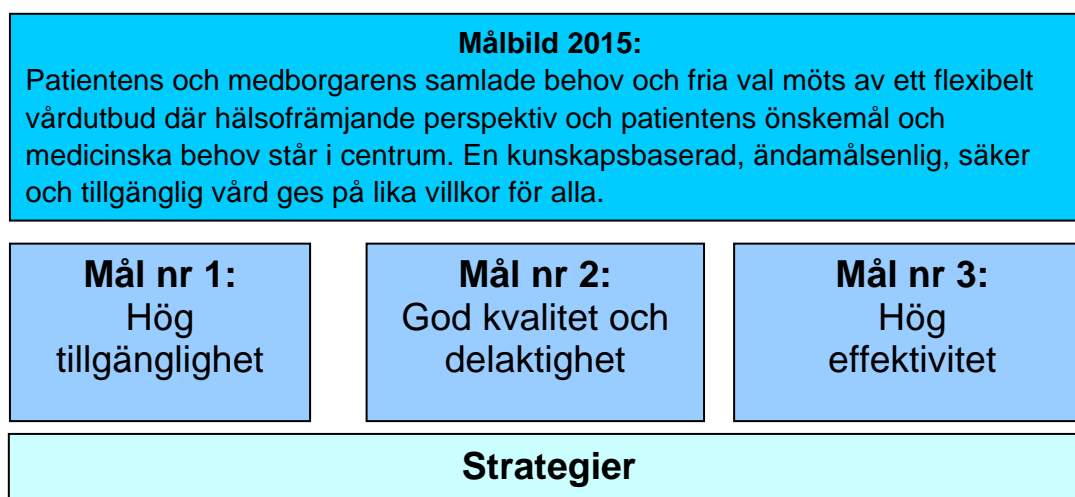 Målbild 2015:
Patientens och medborgarens samlade behov och fria val möts av ett flexibelt
vårdutbud där hälsofrämjande perspektiv och patientens önskemål och
medicinska behov står i centrum. En kunskapsbaserad, ändamålsenlig, säker
och tillgänglig vård ges på lika villkor för alla.
Mål nr 1:
Hög
tillgänglighet
Mål nr 2:
God kvalitet och
delaktighet
Mål nr 3:
Hög
effektivitet
Strategier